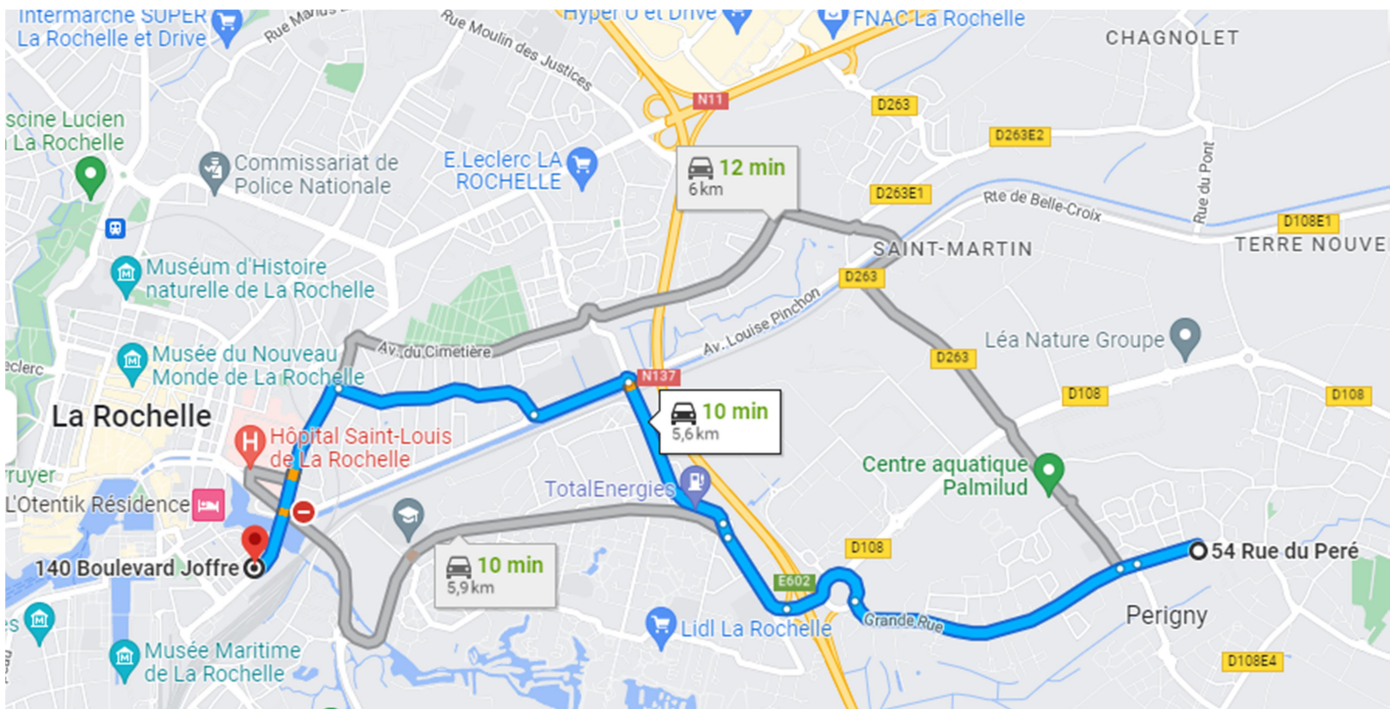 Intermarché SUPER
La Rochelle et Drive
Rue Moulin des Justices
Hyper U et Drive
FNAC La Rochelle
CHAGNOLET
N11
D263
D263E2
scine Lucien
La Rochelle
Commissariat de
Police Nationale
E.Leclerc LA
ROCHELLE
12 min
6 km
D263E1
Rte de Belle-Croix
Rue du Pont
D108E1
TERRE NOUVE
SAINT-MARTIN
D263
Muséum d'Histoire
naturelle de La Rochelle
Av. Louise Pinchon
Léa Nature Groupe
Av. du Cimetière
Musée du Nouveau
Monde de La Rochelle
eclerc
D263
N137
D108
D108
La Rochelle
10 min
5,6 km
Hôpital Saint-Louis
de La Rochelle
ruyer
L'Otentik Résidence
TotalEnergies
Centre aquatique
Palmilud
D108
54 Rue du Peré
140 Boulevard Joffre
10 min
5,9 km
E602
Grande Rue
Perigny
Lidl La Rochelle
s
Musée Maritime
de La Rochelle
D108E4